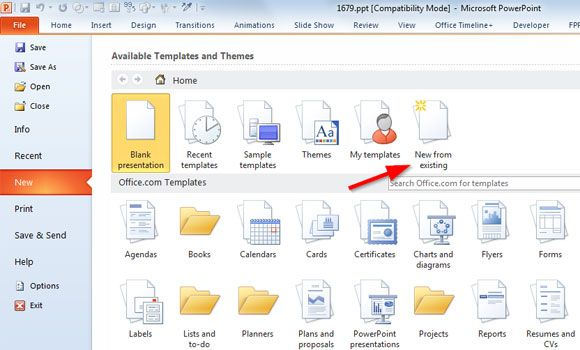 1679.ppt [Compatibility Mode] - Microsoft PowerPoint
File Home Insert Design Transitions Animations Slide Show Review View Office Timeline+ Developer Add-Ins FPP
Save
Save As
Open
Close
Info
Recent
New
Print
Save & Send
Help
Options
Exit
Available Templates and Themes
Home
Blank presentation
Recent templates
Sample templates
Themes
My templates
New from existing
Office.com Templates
Search Office.com for templates
Agendas Books Calendars Cards Certificates Charts and diagrams Flyers Forms
Labels Lists and to-do Planners Plans and proposals PowerPoint presentations Projects Reports Resumes and CVs